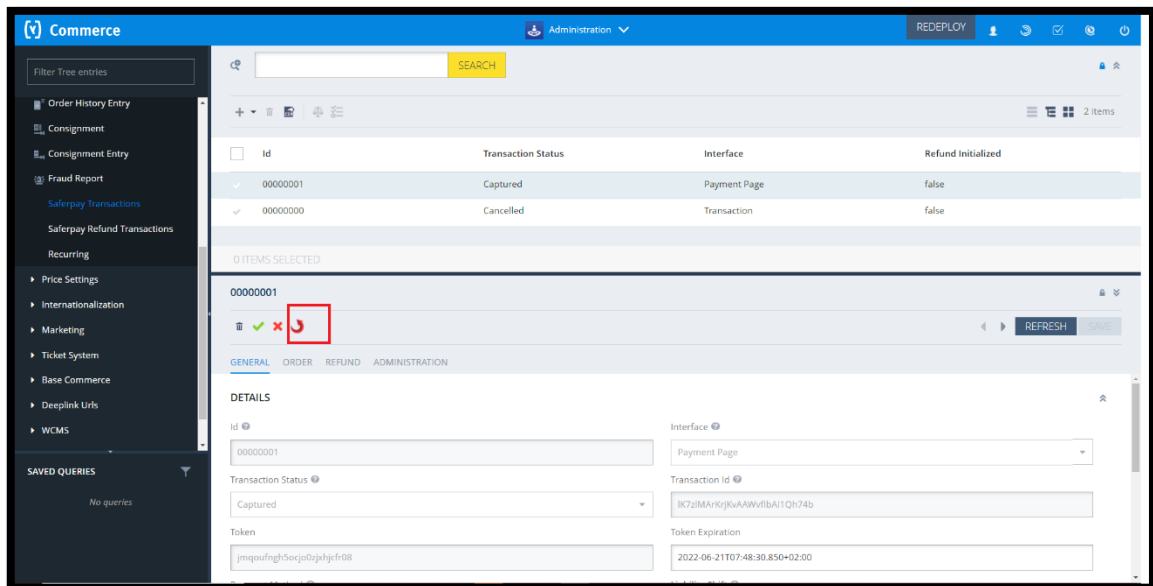 (y) Commerce
Administration
REDEPLOY
Filter Tree entries
Order History Entry
Consignment
Consignment Entry
Fraud Report
Saferpay Transactions
Saferpay Refund Transactions
Recurring
Price Settings
Internationalization
Marketing
Ticket System
Base Commerce
Deeplink Urls
WCMS
SAVED QUERIES
No queries
SEARCH
2 items
Id Transaction Status Interface Refund Initialized
00000001 Captured Payment Page false
00000000 Cancelled Transaction false
0 ITEMS SELECTED
00000001
REFRESH SAVE
GENERAL ORDER REFUND ADMINISTRATION
DETAILS
Id Interface
00000001 Payment Page
Transaction Status Transaction Id
Captured
Token Token Expiration
jmqoufngh5ocjo0zjxhjcfr08 2022-06-21T07:48:30.850+02:00